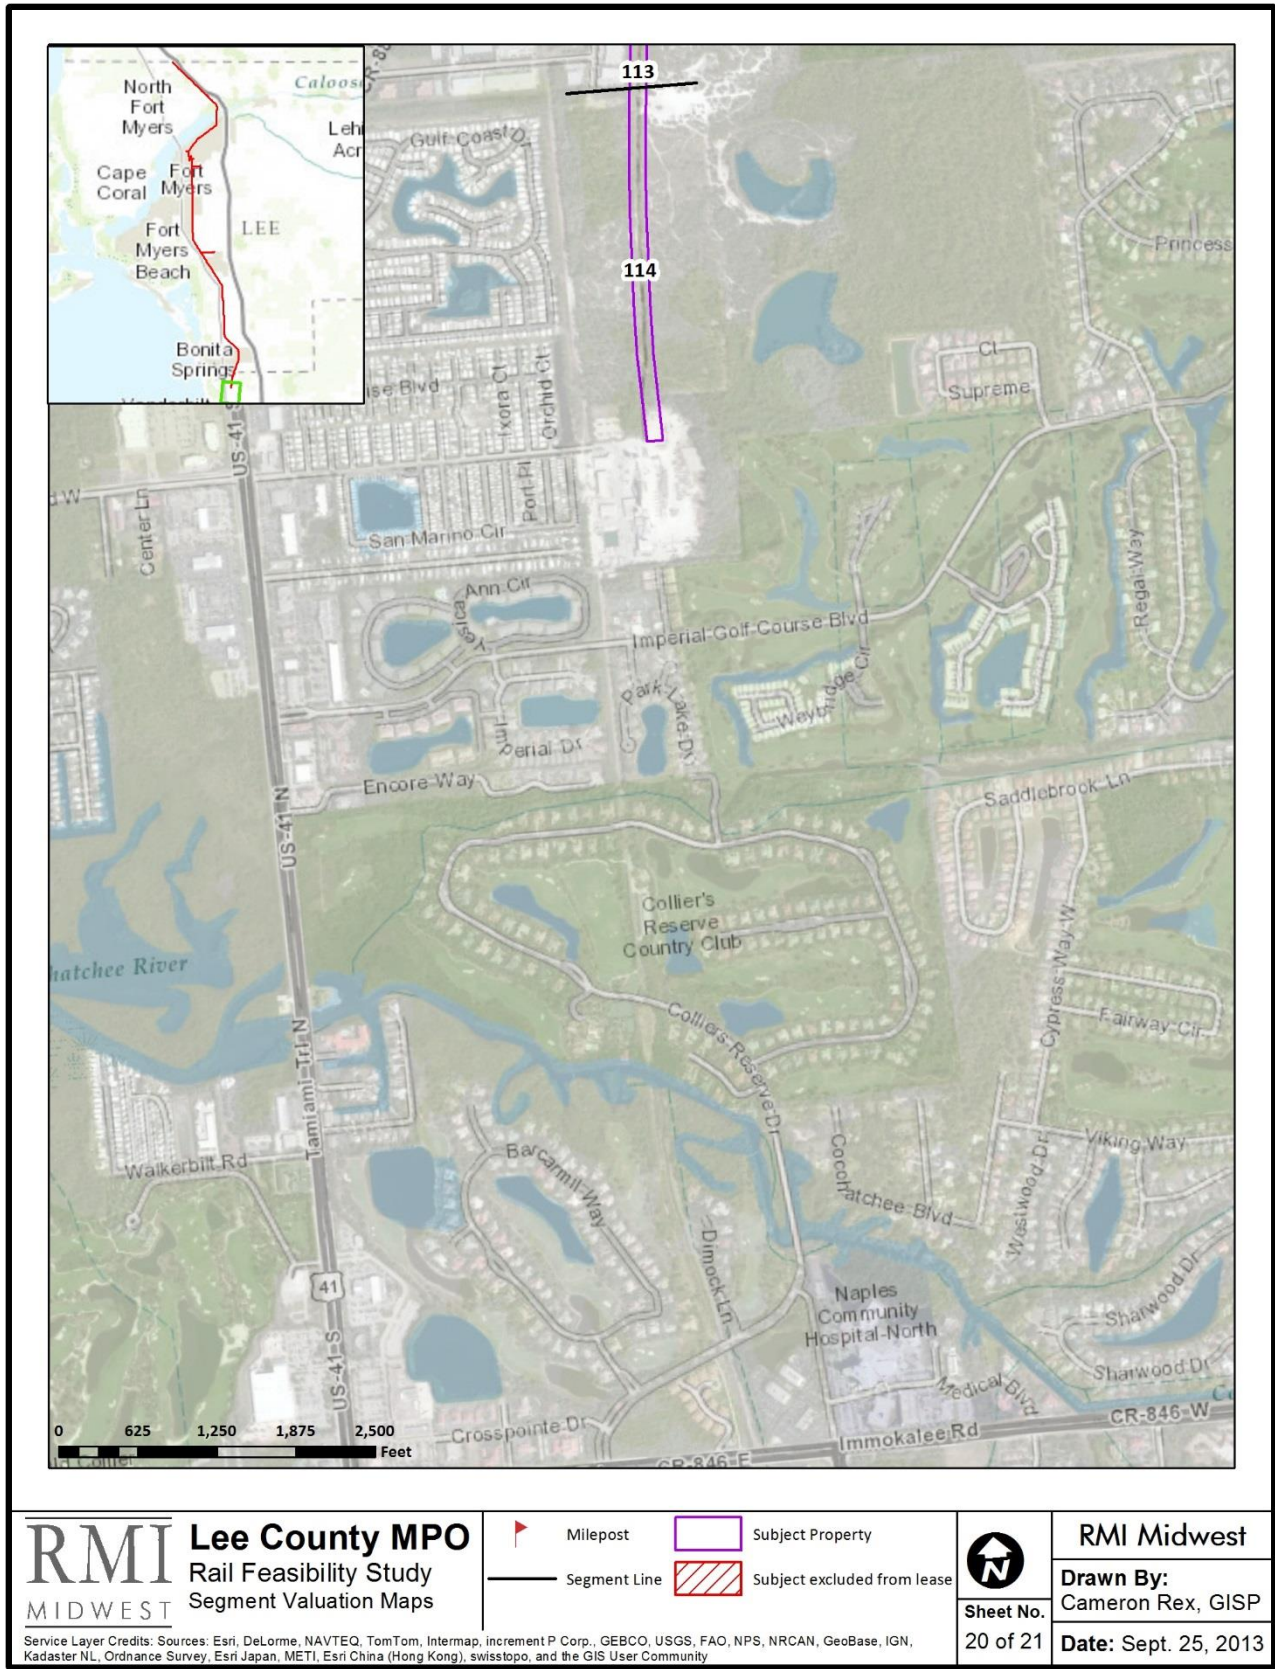 North
Fort
Myers
Cape
Coral
Fort
Myers
Fort
Myers
Beach
LEE
Bonita
Springs
113
114
Gulf Coast Dr
Princess
Ct
Supreme
Ixora Ct
Orchid Ct
US-41 S
Center Ln
Port Pl
San Marino Cir
Ann Cir
Imperial Golf Course Blvd
Regal Way
Park Lake Dr
Weybridge Cir
Imperial Dr
Encore Way
Saddlebrook Ln
US-41 N
Collier's
Reserve
Country Club
hatchee River
Cypress Way W
Fairway Cir
Colliers Reserve Dr
Tamiami Trl N
Walkerbilt Rd
Barcarmil Way
Cocohatchee Blvd
Viking Way
Westwood Dr
Dimock Ln
41
US-41 S
Naples
Community
Hospital-North
Sharwood Dr
Sharwood Dr
Medical Blvd
Crosspointe Dr
Immokalee Rd
CR-846 W
CR-846 E
0 625 1,250 1,875 2,500
Feet
RMI
MIDWEST
Lee County MPO
Rail Feasibility Study
Segment Valuation Maps
Milepost
Segment Line
Subject Property
Subject excluded from lease
N
Sheet No.
20 of 21
RMI Midwest
Drawn By:
Cameron Rex, GISP
Date: Sept. 25, 2013
Service Layer Credits: Sources: Esri, DeLorme, NAVTEQ, TomTom, Intermap, increment P Corp., GEBCO, USGS, FAO, NPS, NRCAN, GeoBase, IGN,
Kadaster NL, Ordnance Survey, Esri Japan, METI, Esri China (Hong Kong), swisstopo, and the GIS User Community